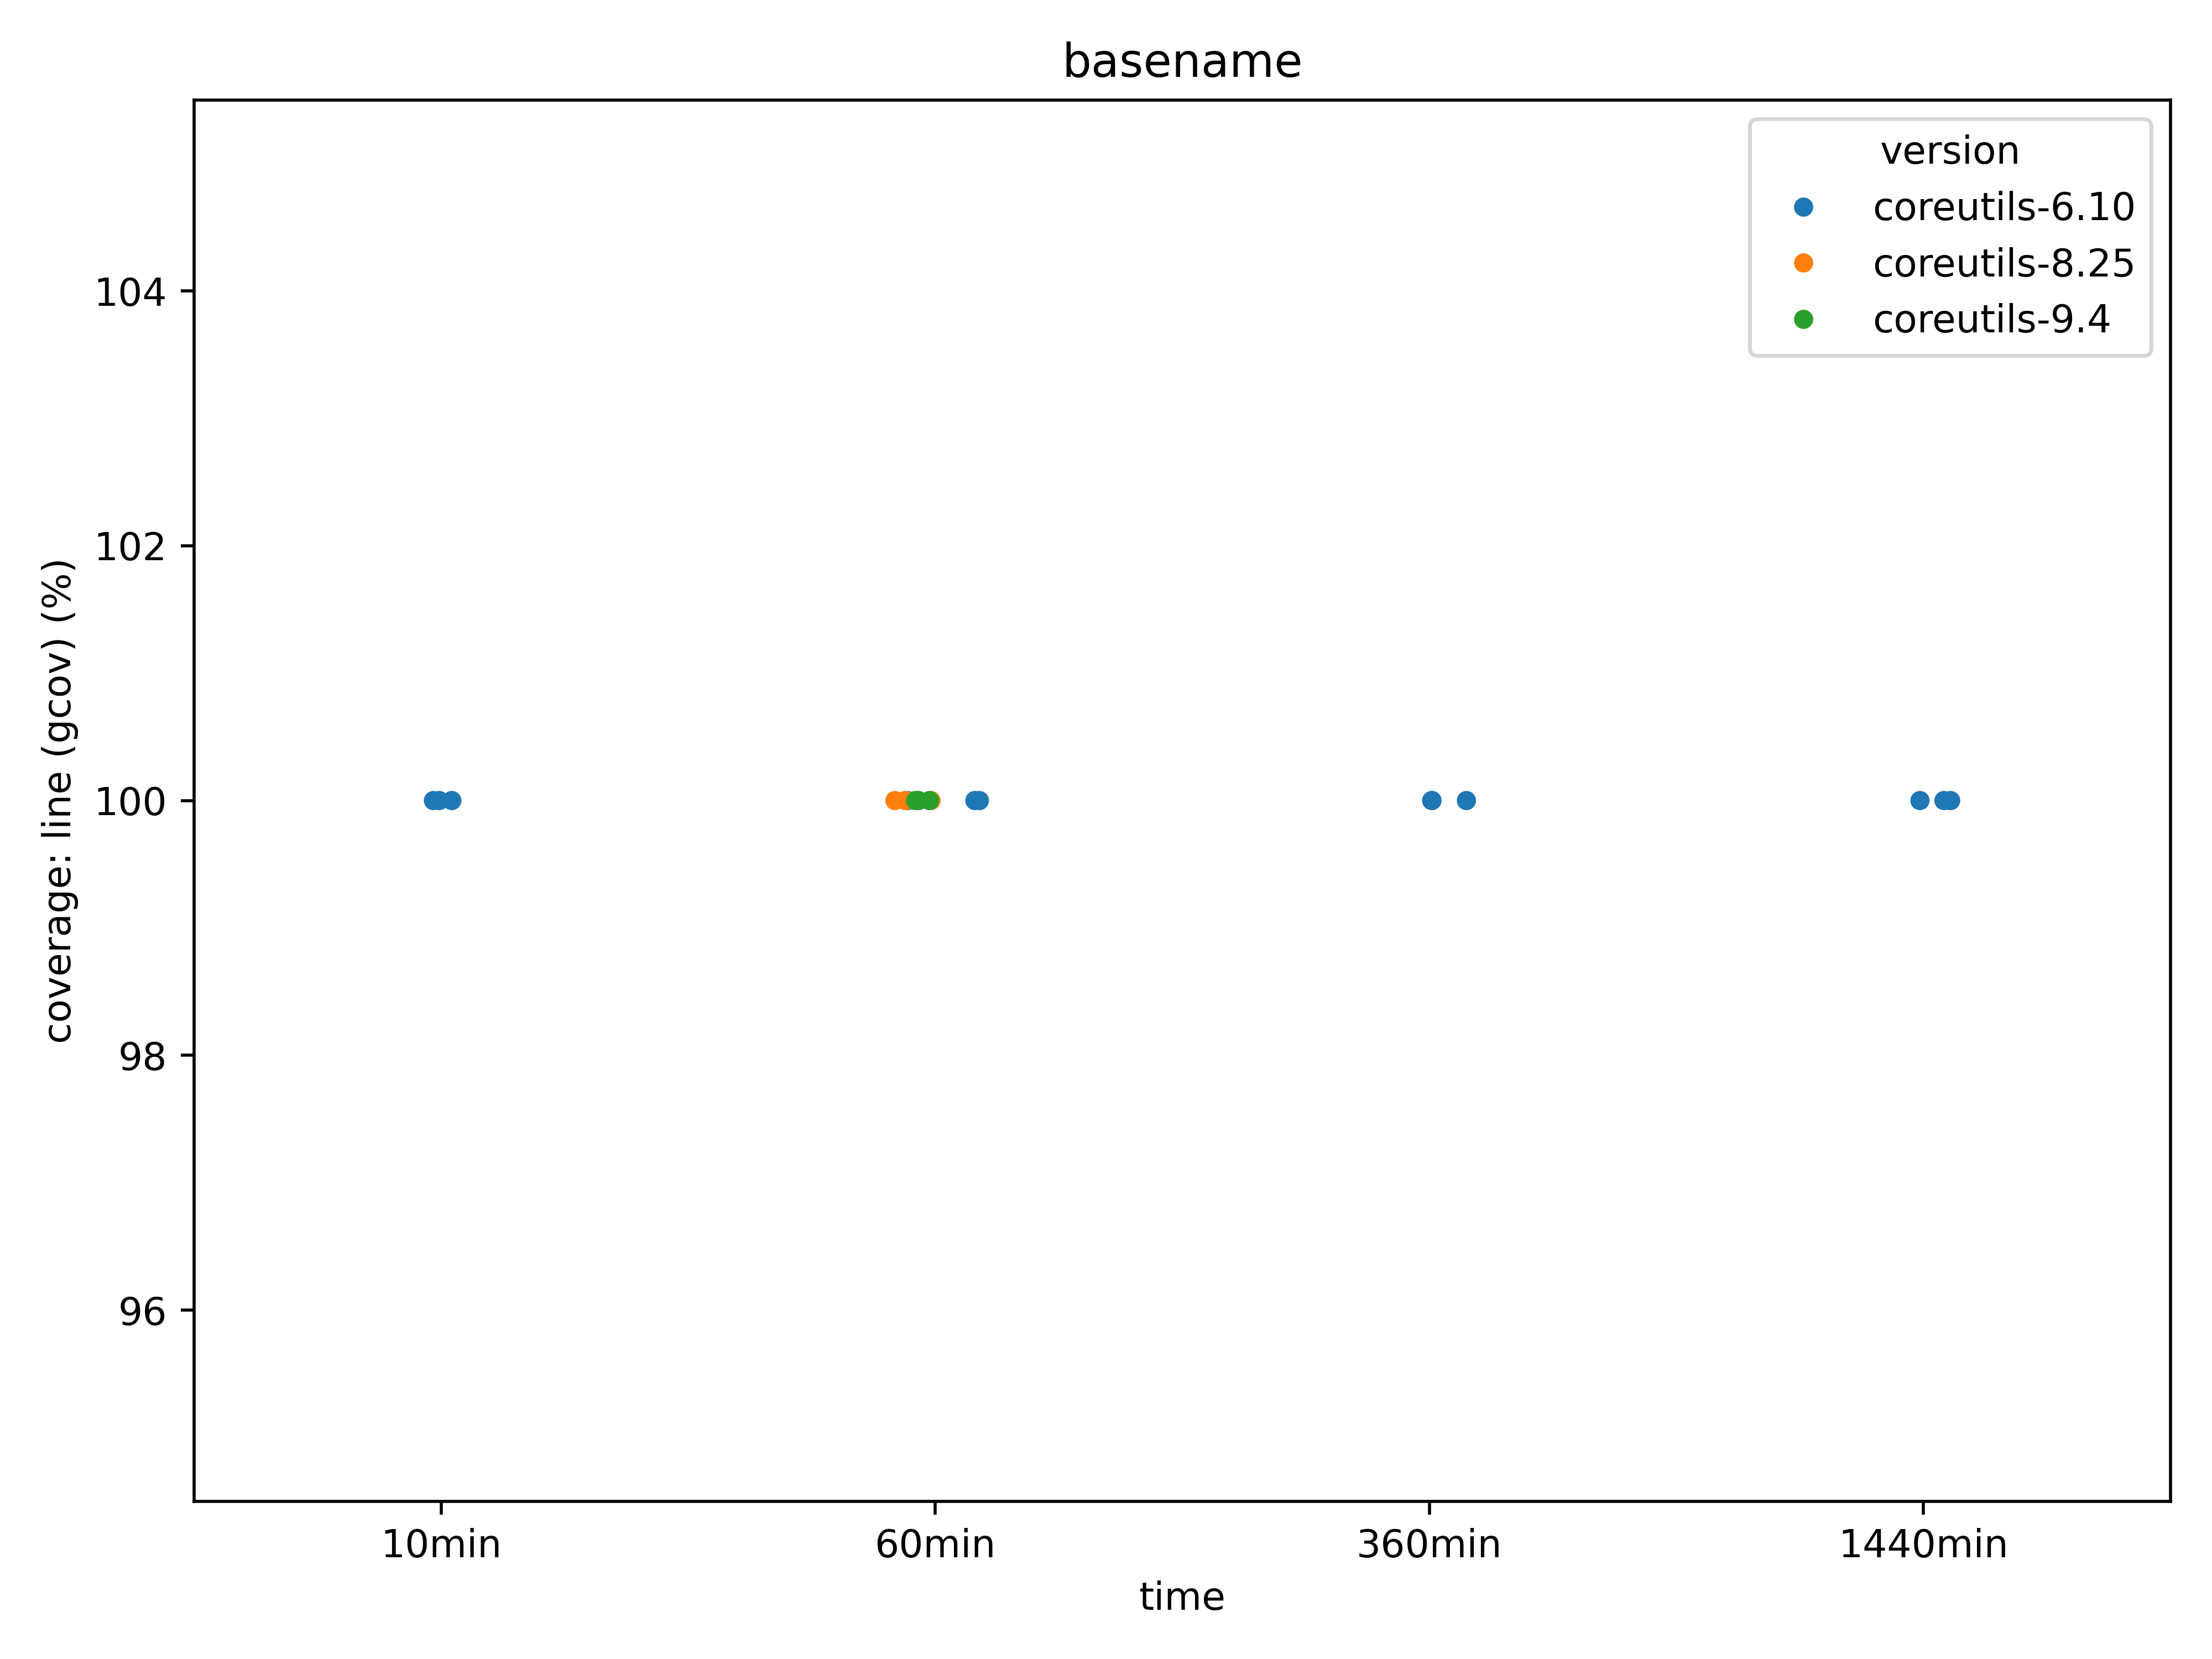 basename
version
coreutils-6.10
coreutils-8.25
coreutils-9.4
104
102
100
98
96
coverage: line (gcov) (%)
10min
60min
360min
1440min
time